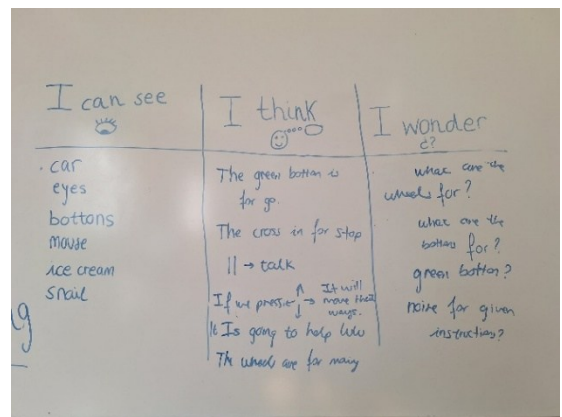 I can see
car
eyes
bottons
mouse
ice cream
snail
I think
The green botton is
for go.
The cross in for stop
|| → talk
If we press ↑ → ↓ It will
move their
ways.
It Is going to help
The wheels are for
I wonder
¿?
what are the
wheels for?
what are the
bottons for?
green botton?
noise for given
instructions?
g